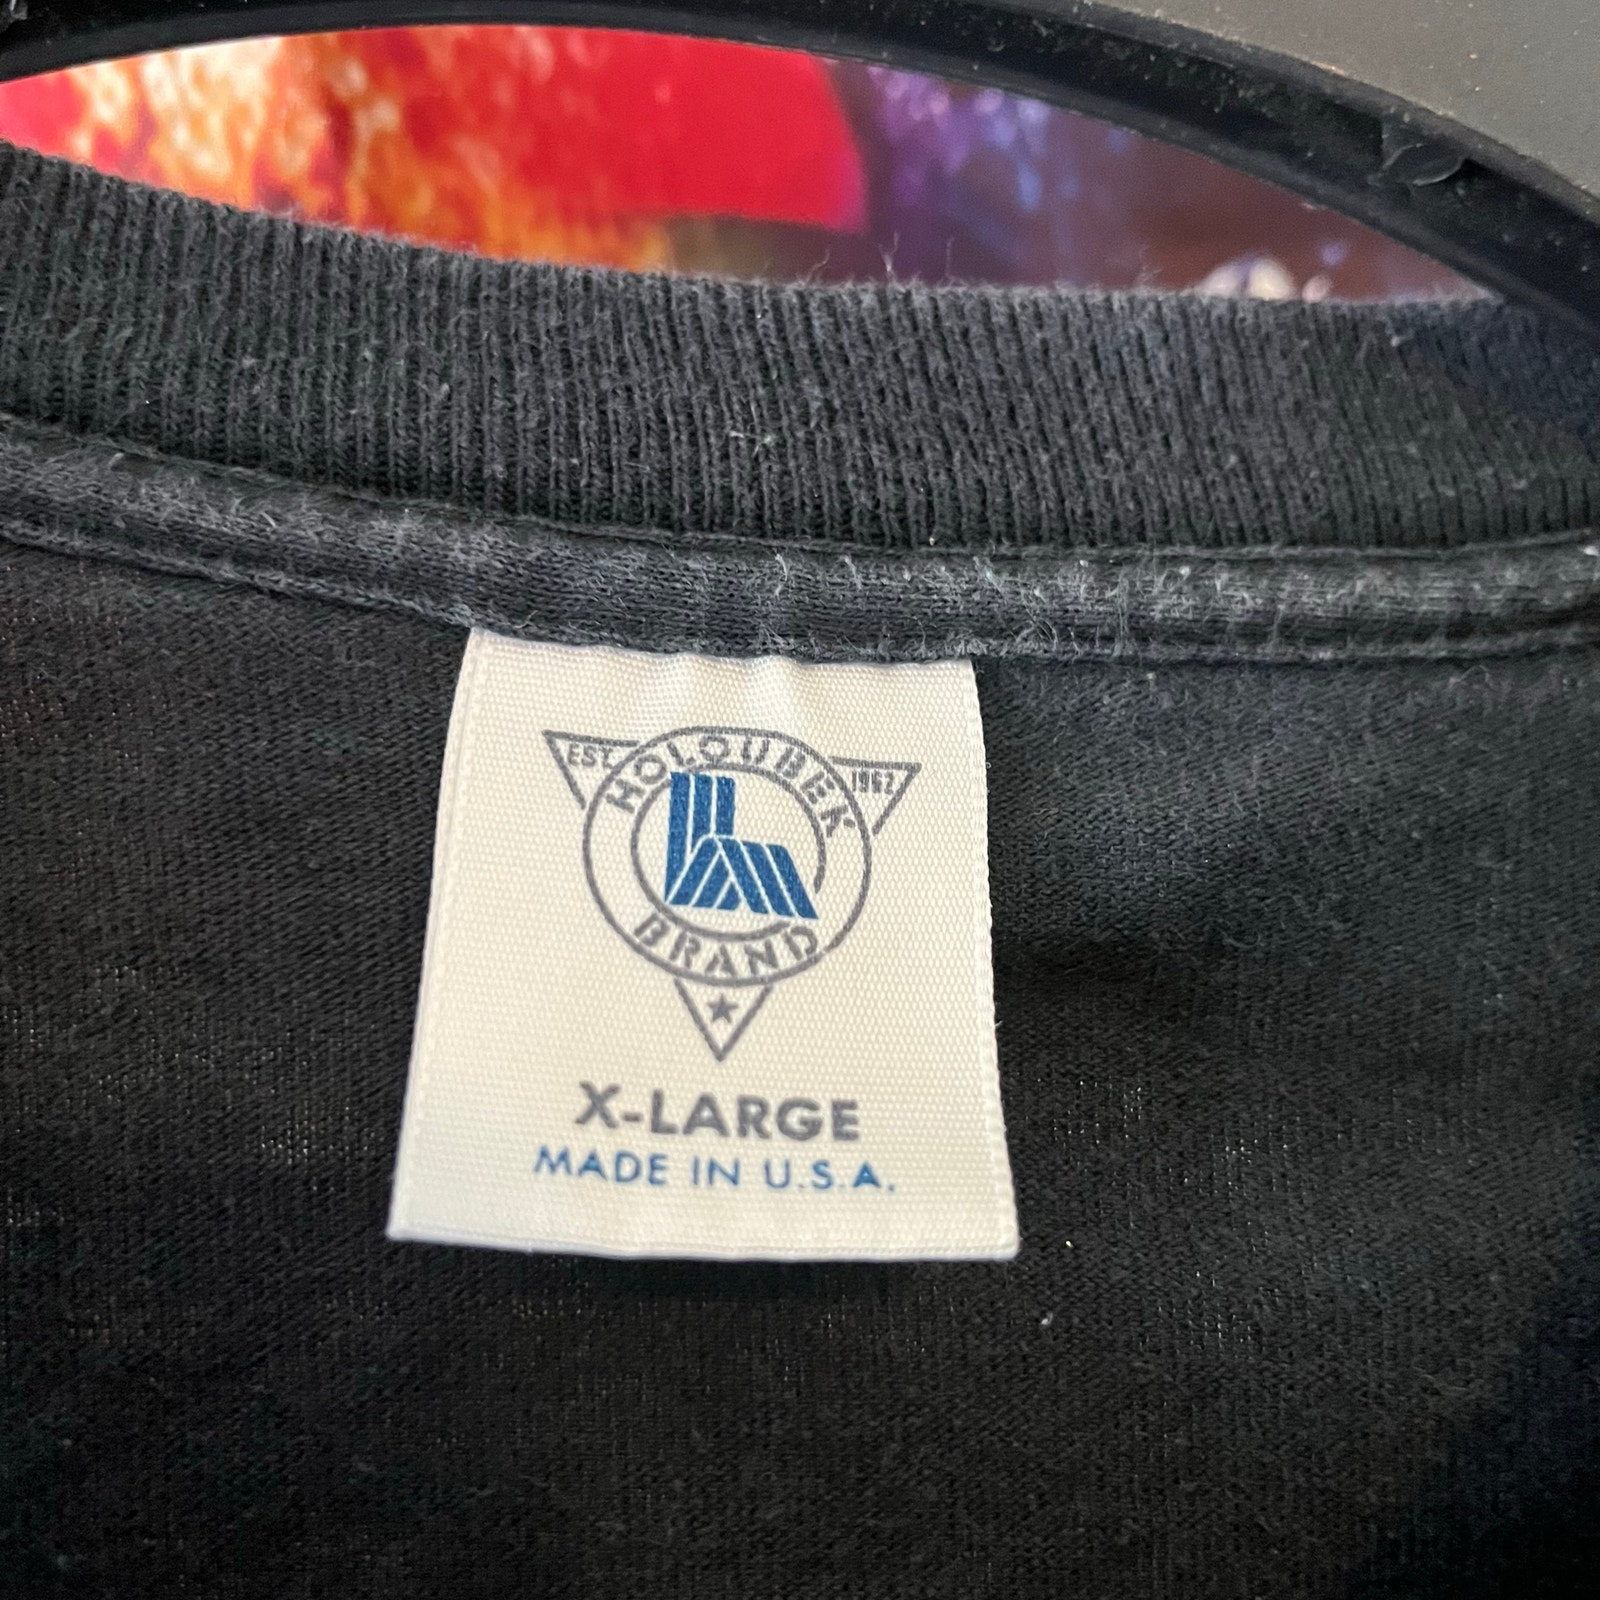 EST. 1962
HOLOUBEK
BRAND
X-LARGE
MADE IN U.S.A.